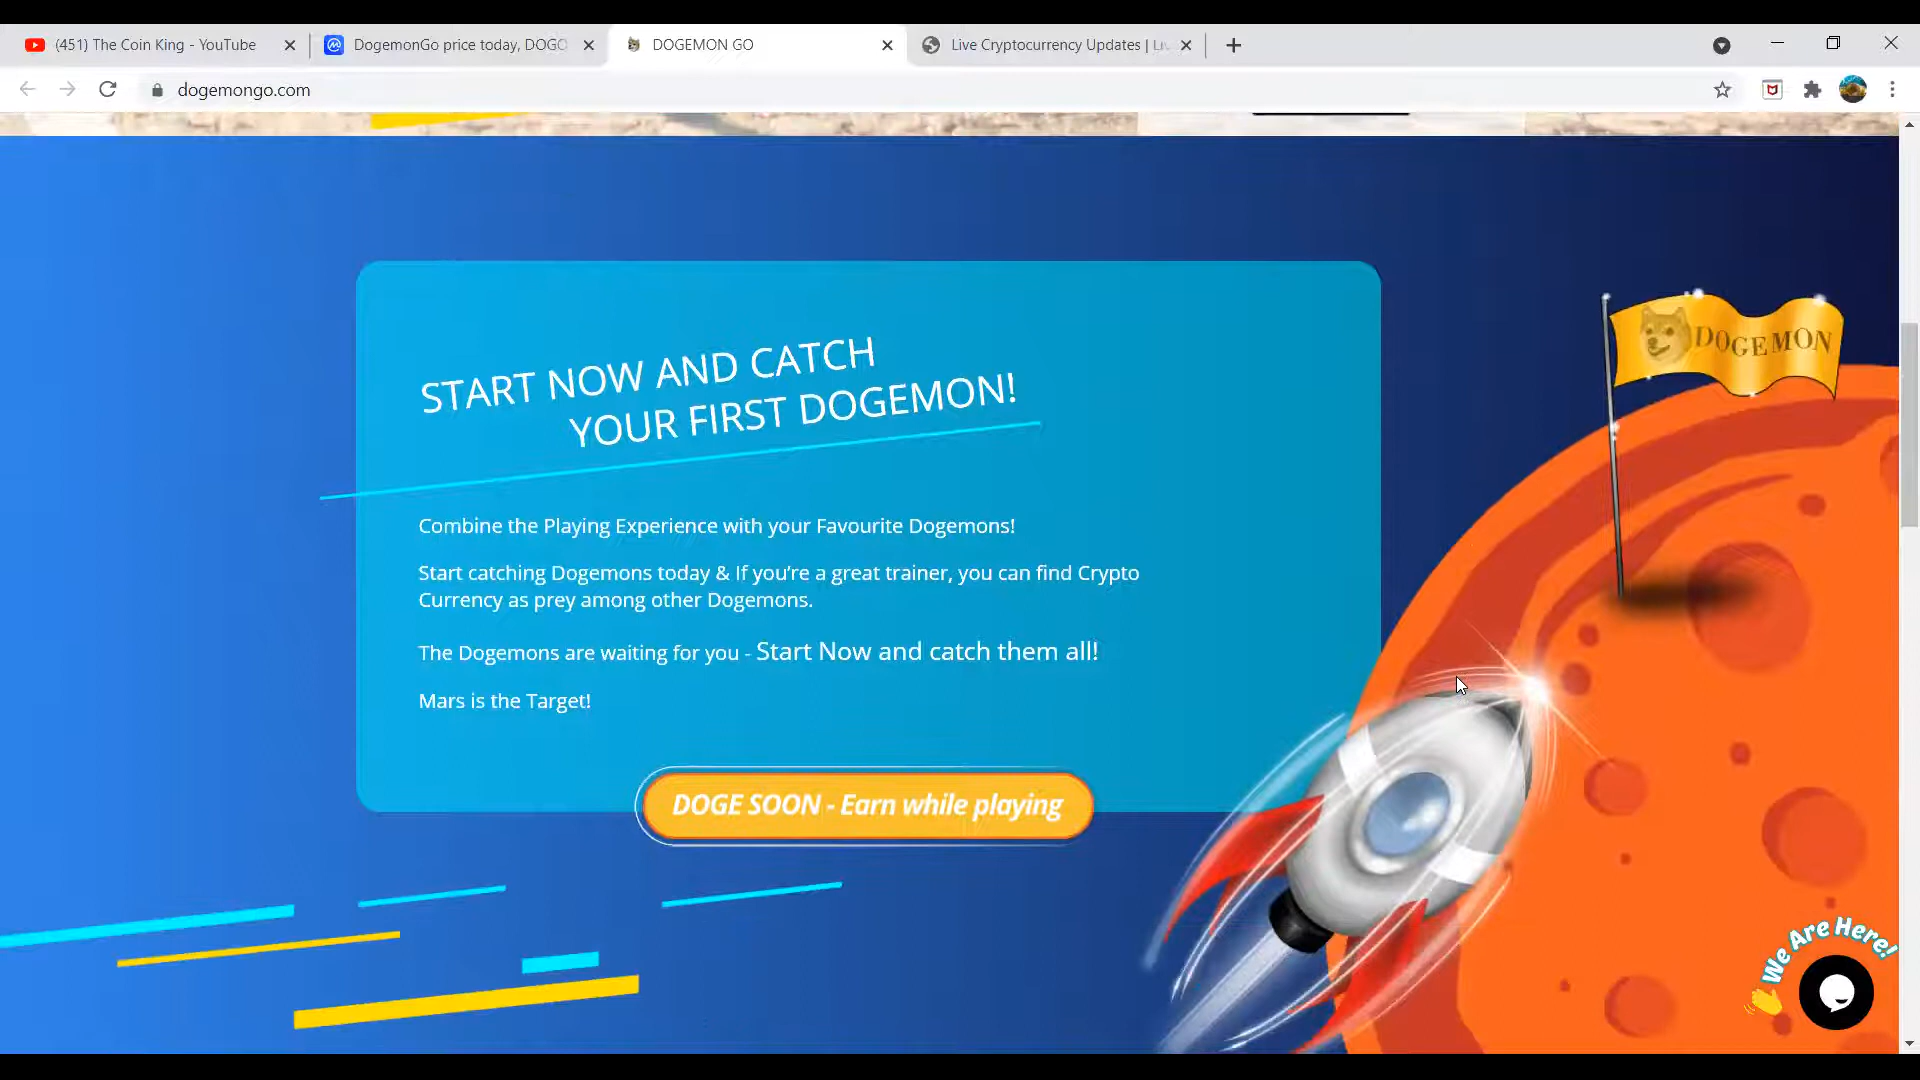 (451) The Coin King - YouTube
DogemonGo price today, DOGO
DOGEMON GO
Live Cryptocurrency Updates | Li
dogemongo.com
START NOW AND CATCH
YOUR FIRST DOGEMON!
DOGEMON
Combine the Playing Experience with your Favourite Dogemons!
Start catching Dogemons today & If you’re a great trainer, you can find Crypto
Currency as prey among other Dogemons.
The Dogemons are waiting for you - Start Now and catch them all!
Mars is the Target!
DOGE SOON - Earn while playing
We Are Here!